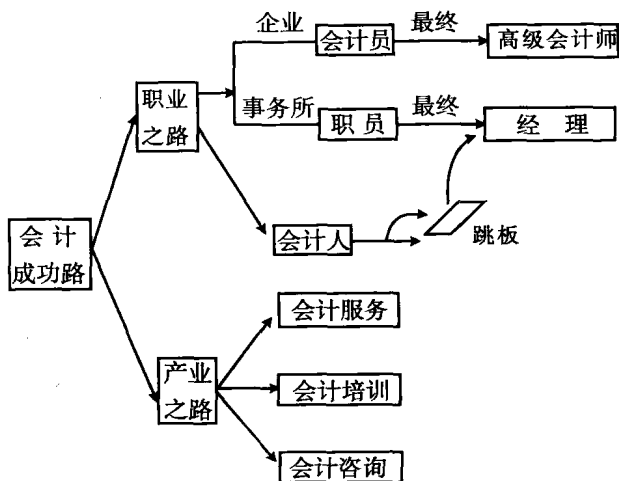 企业
会计员
最终
高级会计师
职业
之路
事务所
职员
最终
经理
会计
成功路
会计人
跳板
会计服务
产业
之路
会计培训
会计咨询